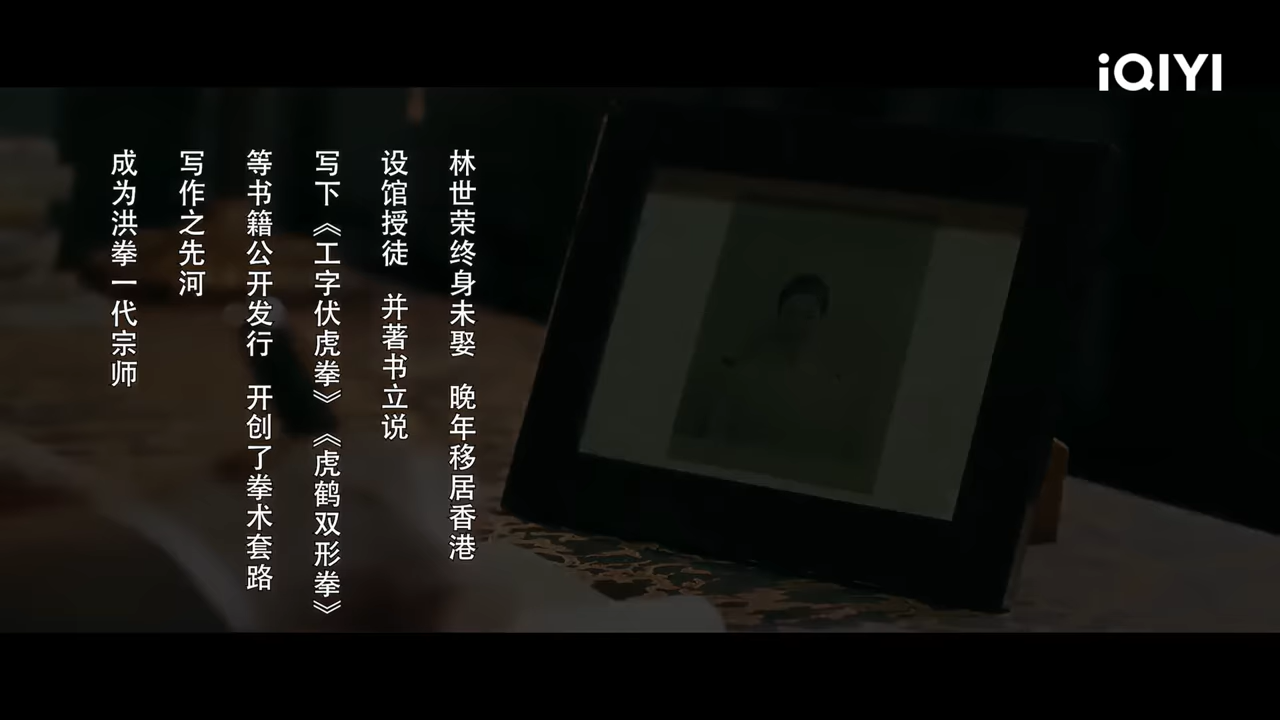 iQIYI
林世荣终身未娶 晚年移居香港
设馆授徒 并著书立说
写下《工字伏虎拳》《虎鹤双形拳》
等书籍公开发行 开创了拳术套路
写作之先河
成为洪拳一代宗师